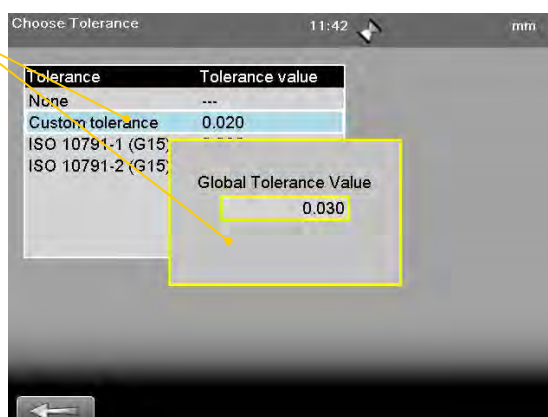 Choose Tolerance 11:42 mm
Tolerance Tolerance value
None ---
Custom tolerance 0.020
ISO 10791-1 (G15)
ISO 10791-2 (G15)
Global Tolerance Value
0.030